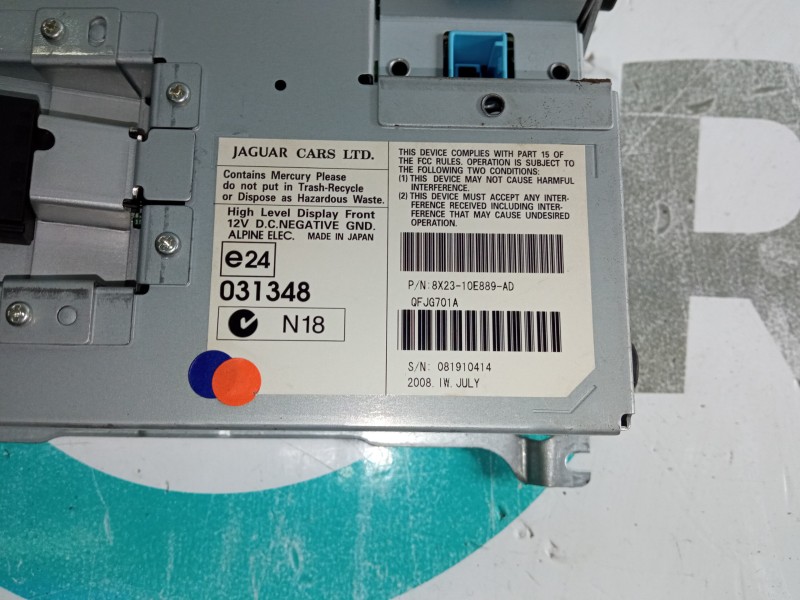 JAGUAR CARS LTD.
Contains Mercury Please
do not put in Trash-Recycle
or Dispose as Hazardous Waste.
High Level Display Front
12V D.C.NEGATIVE GND.
ALPINE ELEC. MADE IN JAPAN
e24
031348
N18
THIS DEVICE COMPLIES WITH PART 15 OF
THE FCC RULES. OPERATION IS SUBJECT TO
THE FOLLOWING TWO CONDITIONS:
(1) THIS DEVICE MAY NOT CAUSE HARMFUL
INTERFERENCE.
(2) THIS DEVICE MUST ACCEPT ANY INTER-
FERENCE RECEIVED INCLUDING INTER-
FERENCE THAT MAY CAUSE UNDESIRED
OPERATION.
P/N:8X23-10E889-AD
QFJG701A
S/N: 081910414
2008.IW.JULY
R